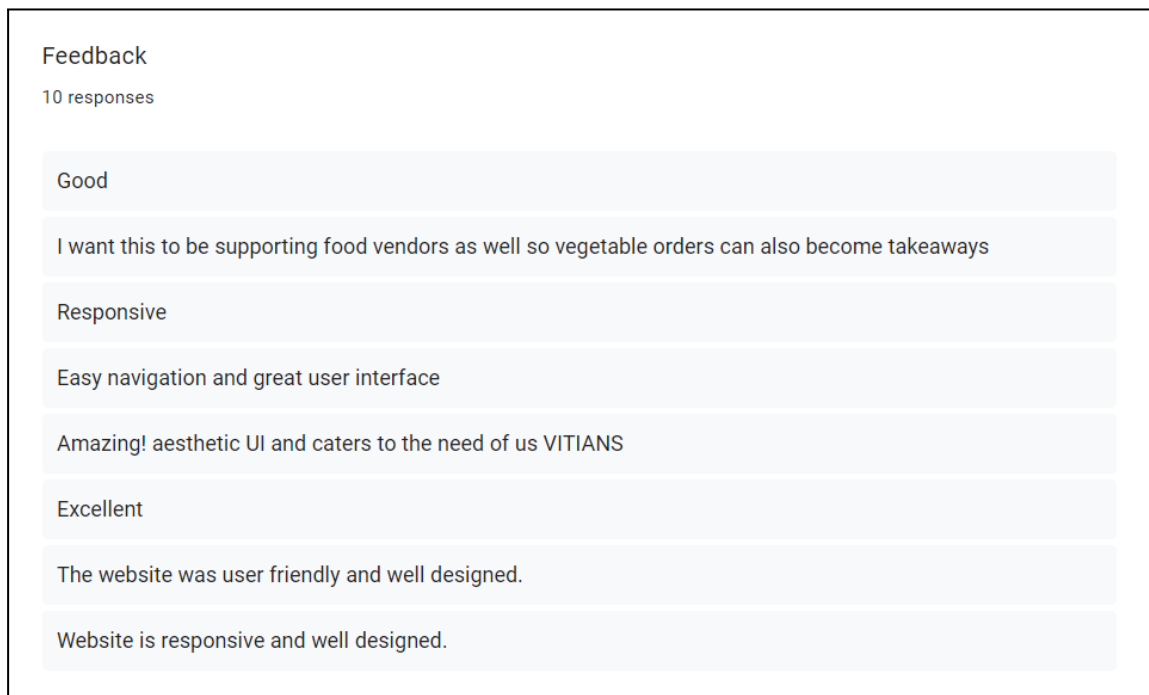 Feedback
10 responses
Good
I want this to be supporting food vendors as well so vegetable orders can also become takeaways
Responsive
Easy navigation and great user interface
Amazing! aesthetic UI and caters to the need of us VITIANS
Excellent
The website was user friendly and well designed.
Website is responsive and well designed.